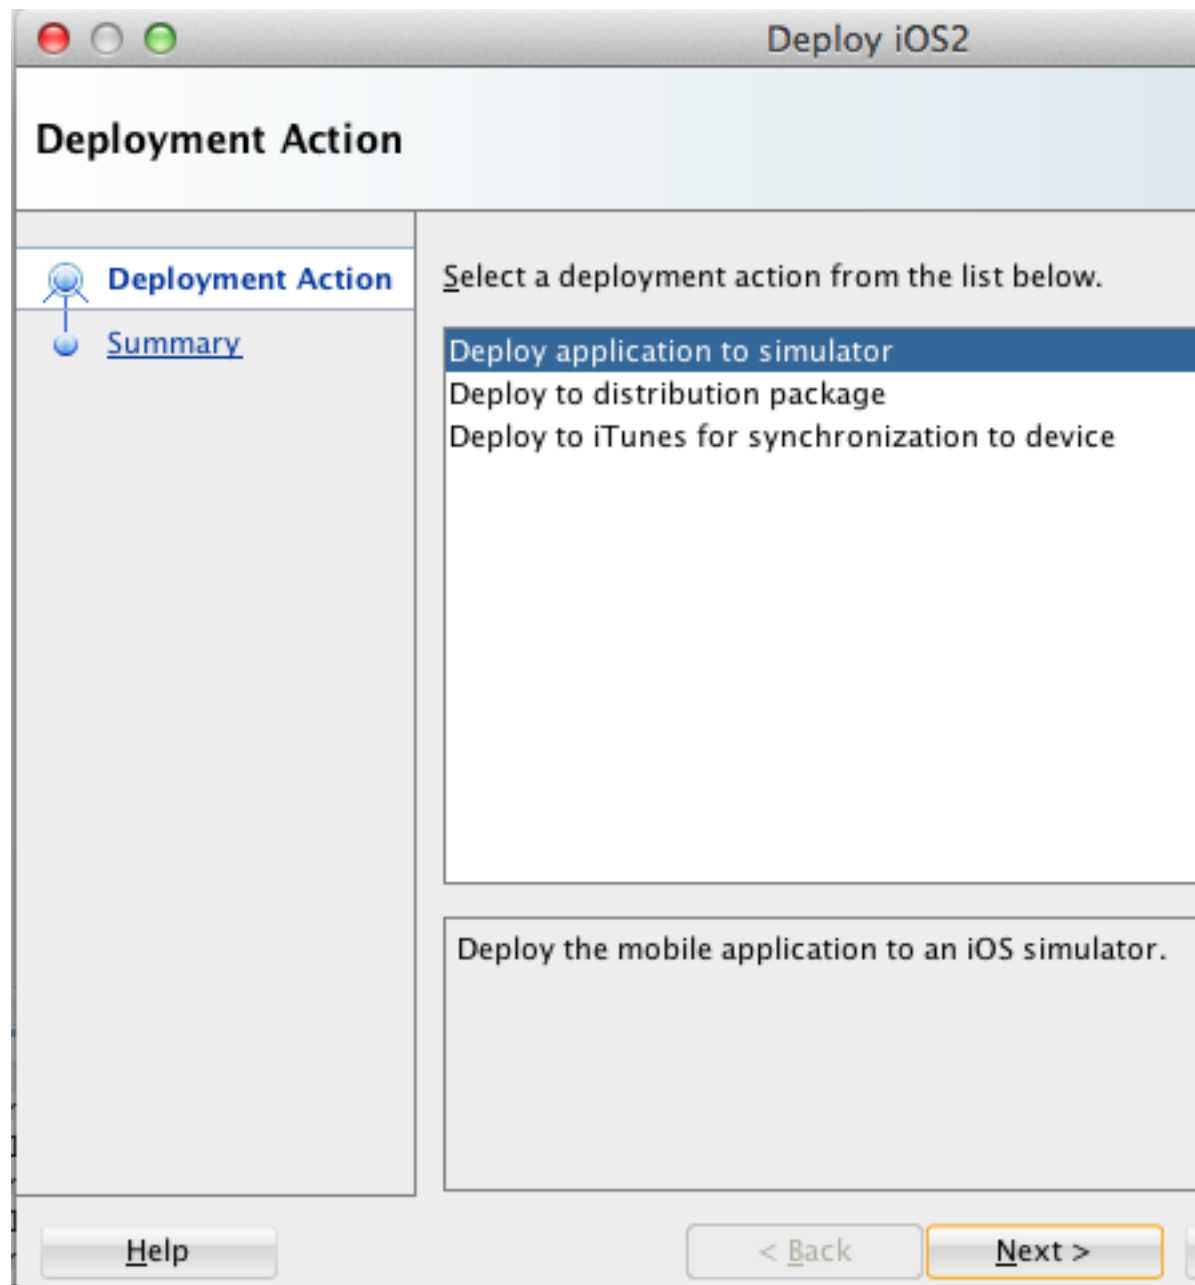 Deploy iOS2
Deployment Action
Deployment Action
Summary
Select a deployment action from the list below.
Deploy application to simulator
Deploy to distribution package
Deploy to iTunes for synchronization to device
Deploy the mobile application to an iOS simulator.
Help
< Back
Next >